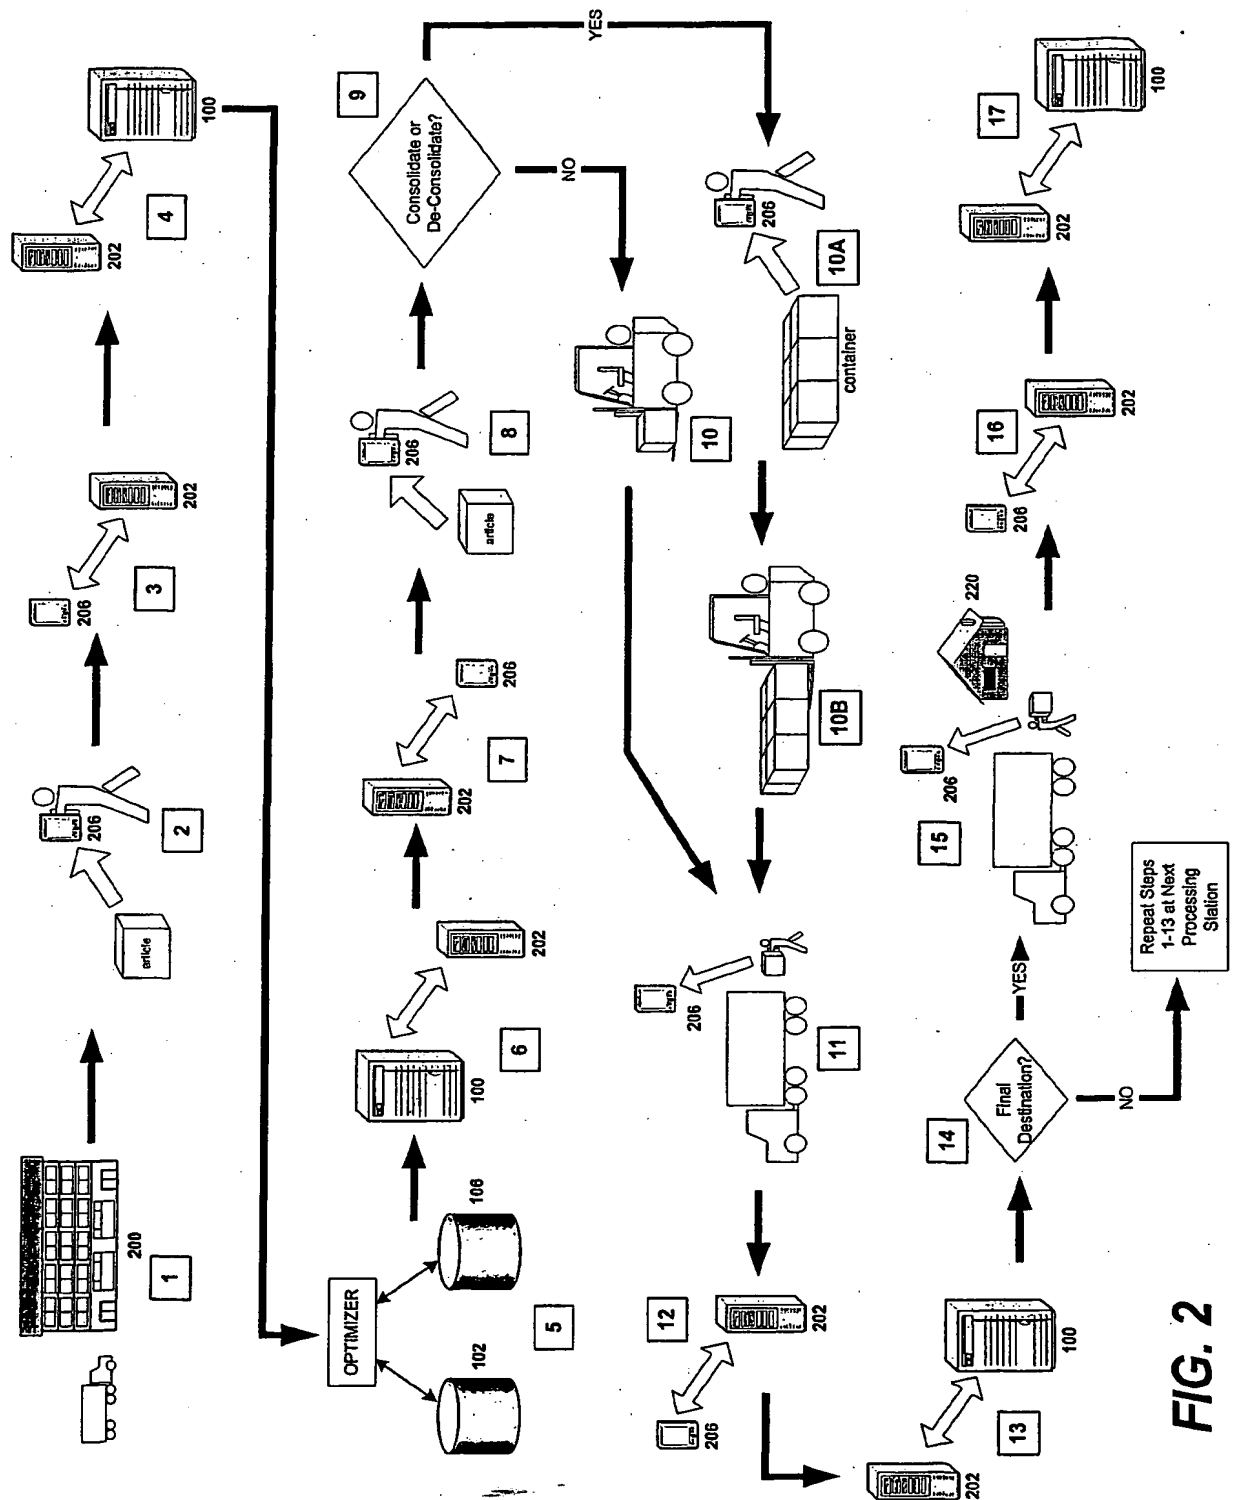 200
1
article
206
2
206
202
3
202
100
4
OPTIMIZER
102
106
5
100
202
6
202
206
7
article
206
8
Consolidate or
De-Consolidate?
9
NO
YES
10
container
206
10A
10B
206
11
206
202
12
202
100
13
Final
Destination?
14
YES
NO
Repeat Steps
1-13 at Next
Processing
Station
206
15
220
206
202
16
202
100
17
FIG. 2